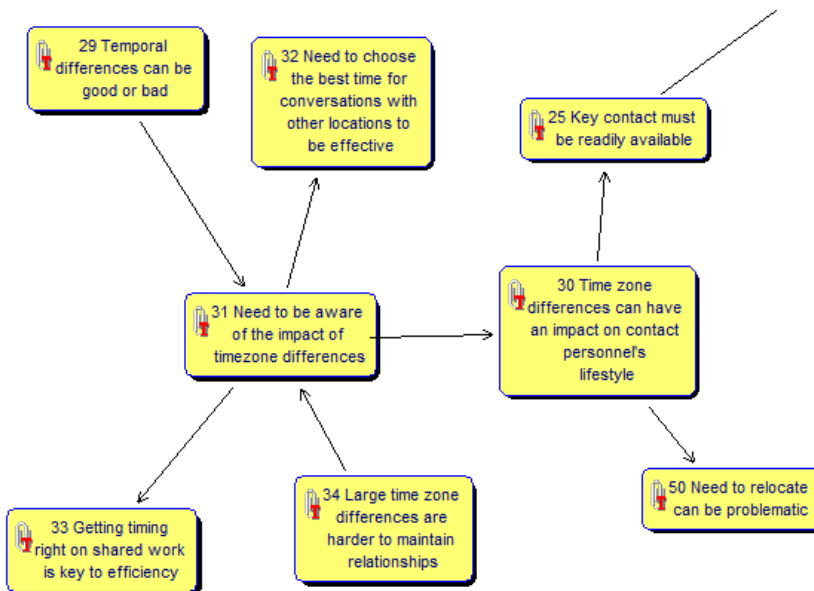 29 Temporal
differences can be
good or bad
32 Need to choose
the best time for
conversations with
other locations to
be effective
25 Key contact must
be readily available
31 Need to be aware
of the impact of
timezone differences
30 Time zone
differences can have
an impact on contact
personnel's
lifestyle
33 Getting timing
right on shared work
is key to efficiency
34 Large time zone
differences are
harder to maintain
relationships
50 Need to relocate
can be problematic